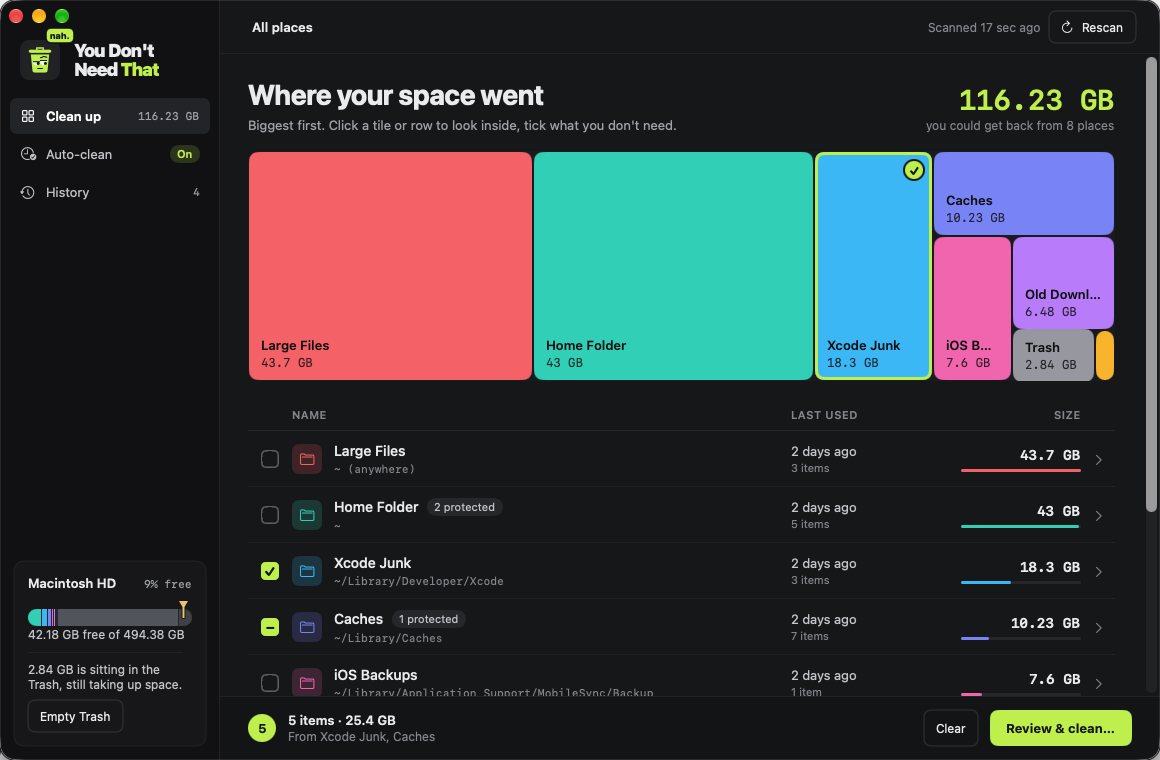 nah.
You Don't
Need That
Clean up 116.23 GB
Auto-clean On
History 4
Macintosh HD 9% free
42.18 GB free of 494.38 GB
2.84 GB is sitting in the
Trash, still taking up space.
Empty Trash
All places
Scanned 17 sec ago
Rescan
Where your space went
116.23 GB
Biggest first. Click a tile or row to look inside, tick what you don't need.
you could get back from 8 places
Large Files
43.7 GB
Home Folder
43 GB
Xcode Junk
18.3 GB
Caches
10.23 GB
iOS B...
7.6 GB
Old Downl...
6.48 GB
Trash
2.84 GB
NAME LAST USED SIZE
Large Files 2 days ago 43.7 GB
~ (anywhere) 3 items
Home Folder 2 protected 2 days ago 43 GB
~ 5 items
Xcode Junk 2 days ago 18.3 GB
~/Library/Developer/Xcode 3 items
Caches 1 protected 2 days ago 10.23 GB
~/Library/Caches 7 items
iOS Backups 2 days ago 7.6 GB
~/Library/Application Support/MobileSync/Backup 1 item
5
5 items · 25.4 GB
From Xcode Junk, Caches
Clear
Review & clean...